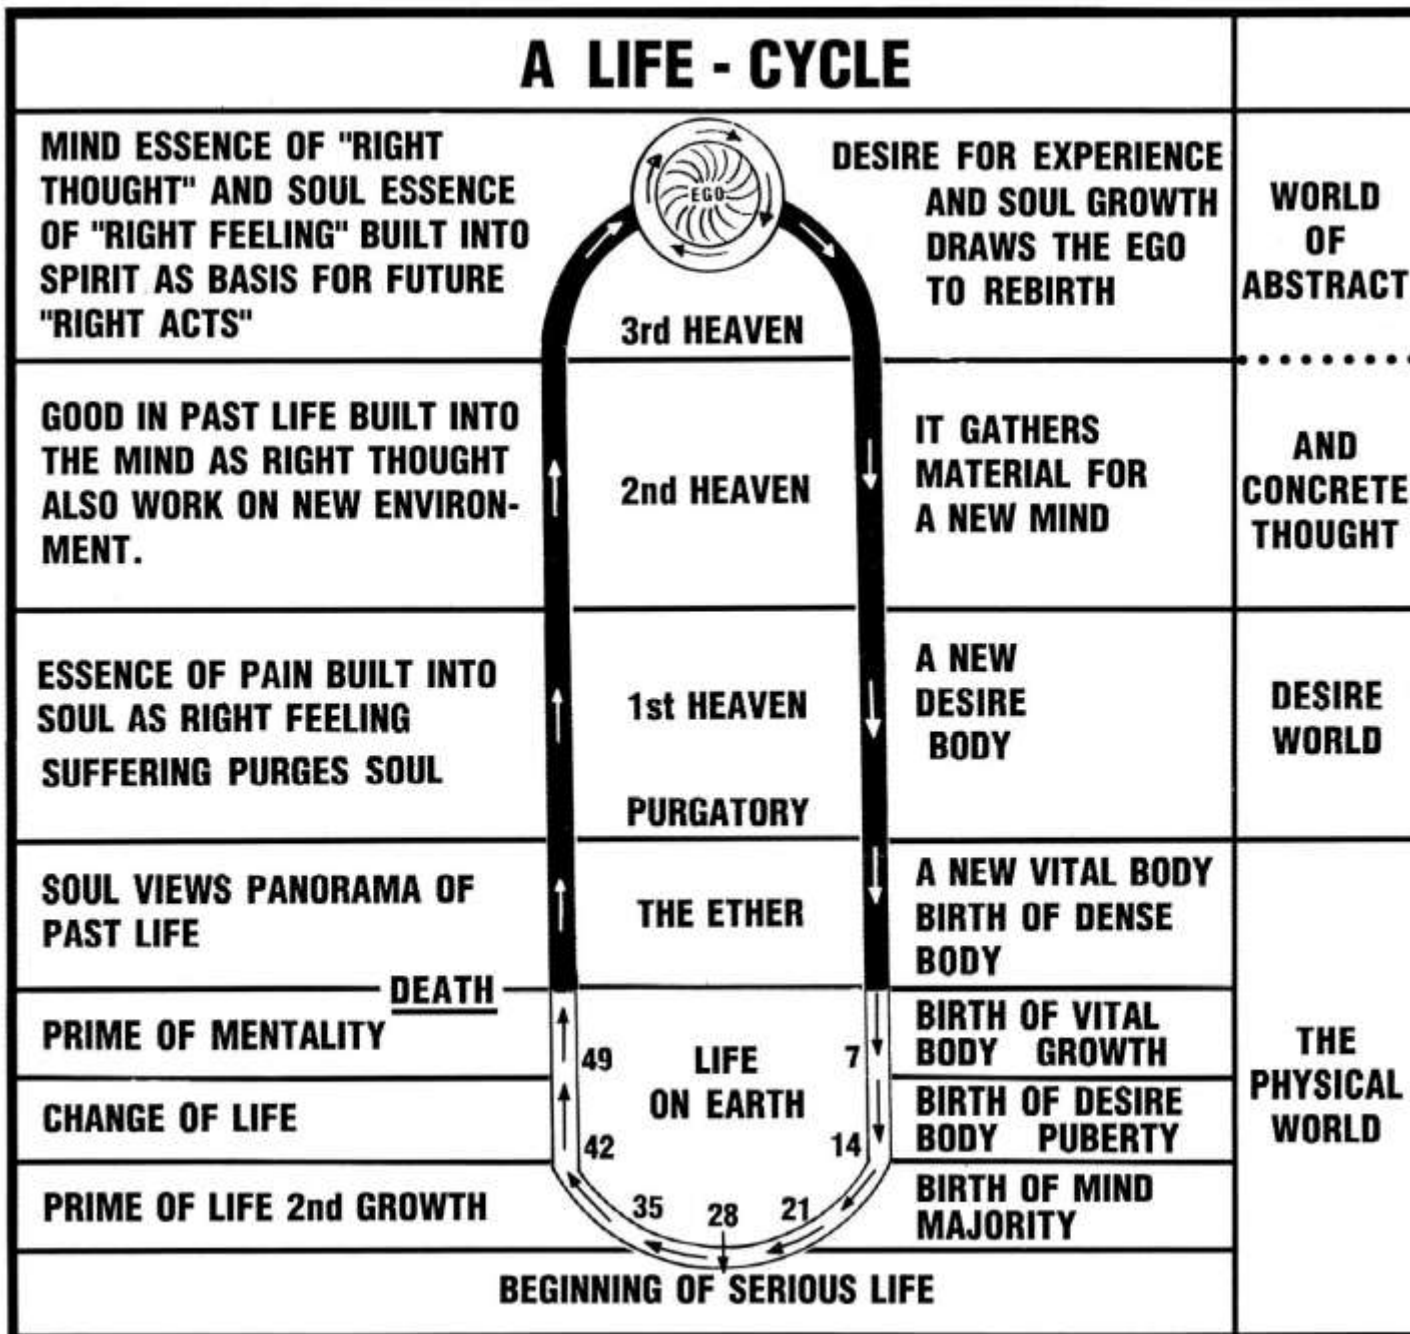 A LIFE - CYCLE
MIND ESSENCE OF "RIGHT
THOUGHT" AND SOUL ESSENCE
OF "RIGHT FEELING" BUILT INTO
SPIRIT AS BASIS FOR FUTURE
"RIGHT ACTS"
EGO
3rd HEAVEN
DESIRE FOR EXPERIENCE
AND SOUL GROWTH
DRAWS THE EGO
TO REBIRTH
WORLD
OF
ABSTRACT
GOOD IN PAST LIFE BUILT INTO
THE MIND AS RIGHT THOUGHT
ALSO WORK ON NEW ENVIRON-
MENT.
2nd HEAVEN
IT GATHERS
MATERIAL FOR
A NEW MIND
AND
CONCRETE
THOUGHT
ESSENCE OF PAIN BUILT INTO
SOUL AS RIGHT FEELING
SUFFERING PURGES SOUL
1st HEAVEN
PURGATORY
A NEW
DESIRE
BODY
DESIRE
WORLD
SOUL VIEWS PANORAMA OF
PAST LIFE
THE ETHER
A NEW VITAL BODY
BIRTH OF DENSE
BODY
DEATH
PRIME OF MENTALITY
49
LIFE
ON EARTH
7
BIRTH OF VITAL
BODY GROWTH
THE
PHYSICAL
WORLD
CHANGE OF LIFE
42
14
BIRTH OF DESIRE
BODY PUBERTY
PRIME OF LIFE 2nd GROWTH
35
28
21
BIRTH OF MIND
MAJORITY
BEGINNING OF SERIOUS LIFE